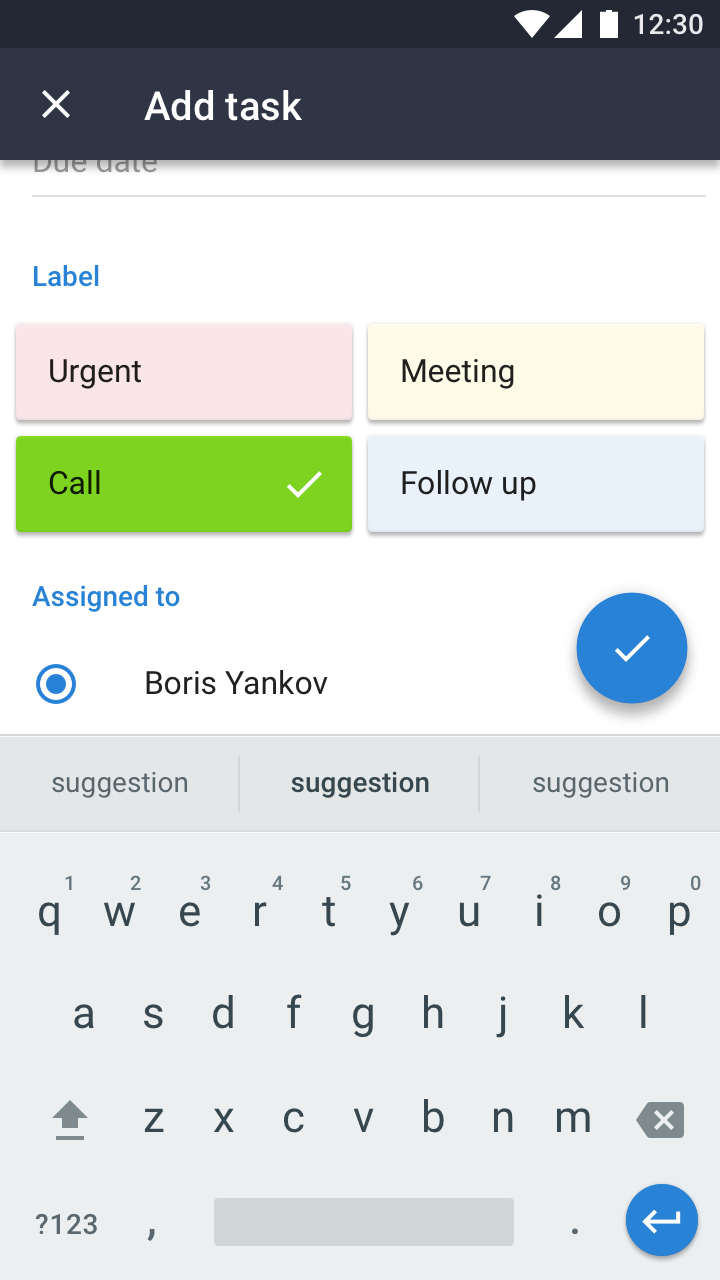 12:30
Add task
Due date
Label
Urgent
Meeting
Call
Follow up
Assigned to
Boris Yankov
suggestion suggestion suggestion
1 2 3 4 5 6 7 8 9 0
q w e r t y u i o p
a s d f g h j k l
z x c v b n m
?123 , .